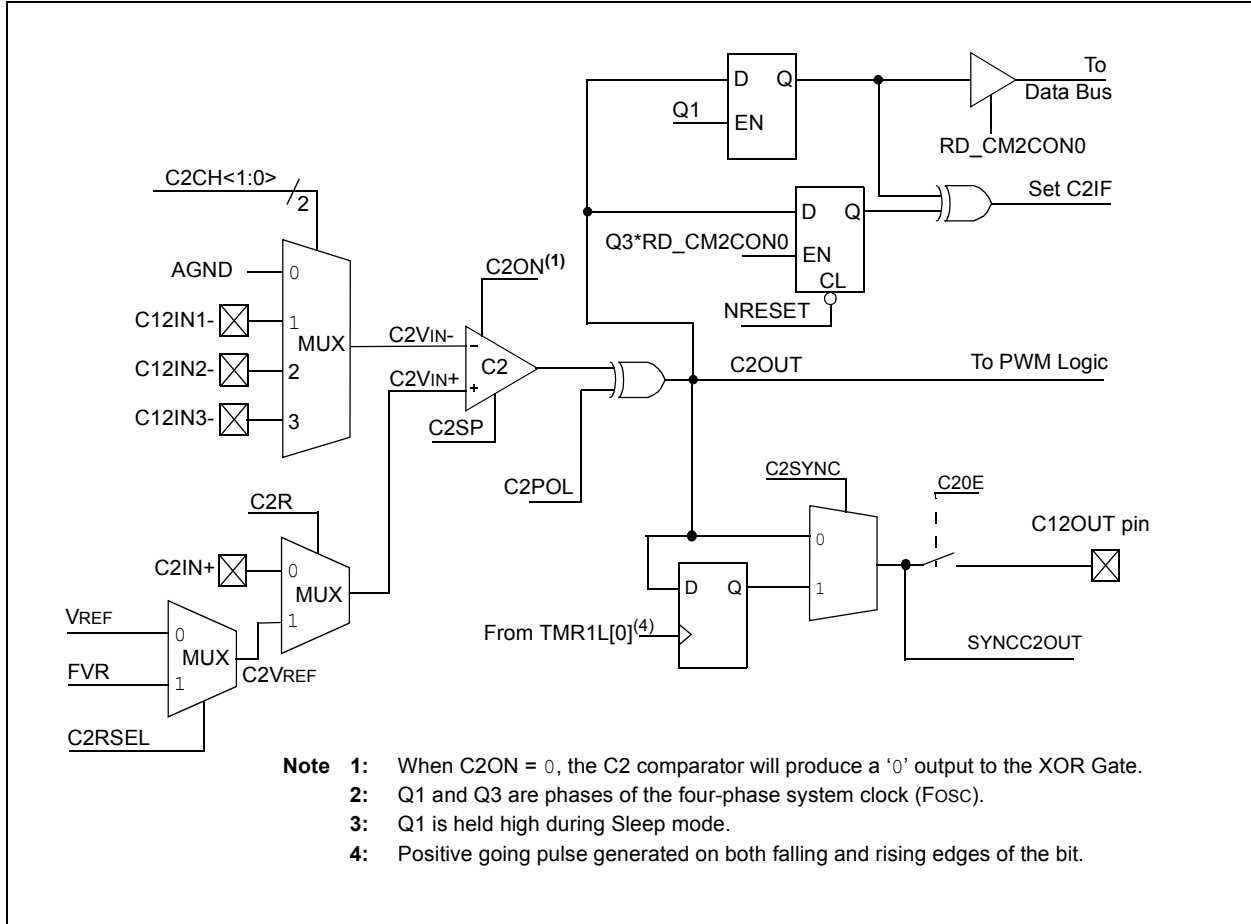 To
D Q
Data Bus
Q1
EN
RD_CM2CON0
C2CH<1:0>
2
Set C2IF
D Q
Q3*RD_CM2CON0
EN
AGND
0
C2ON(1)
CL
C12IN1-
1
NRESET
MUX
C2VIN-
-
C12IN2-
2
C2
C2OUT
To PWM Logic
C2VIN+
+
C12IN3-
3
C2SP
C2POL
C2SYNC
C20E
C2R
C12OUT pin
0
C2IN+
0
MUX
D Q
1
VREF
0
1
From TMR1L[0](4)
MUX
SYNCC2OUT
FVR
1
C2VREF
C2RSEL
Note 1: When C2ON = 0, the C2 comparator will produce a ‘0’ output to the XOR Gate.
2: Q1 and Q3 are phases of the four-phase system clock (FOSC).
3: Q1 is held high during Sleep mode.
4: Positive going pulse generated on both falling and rising edges of the bit.